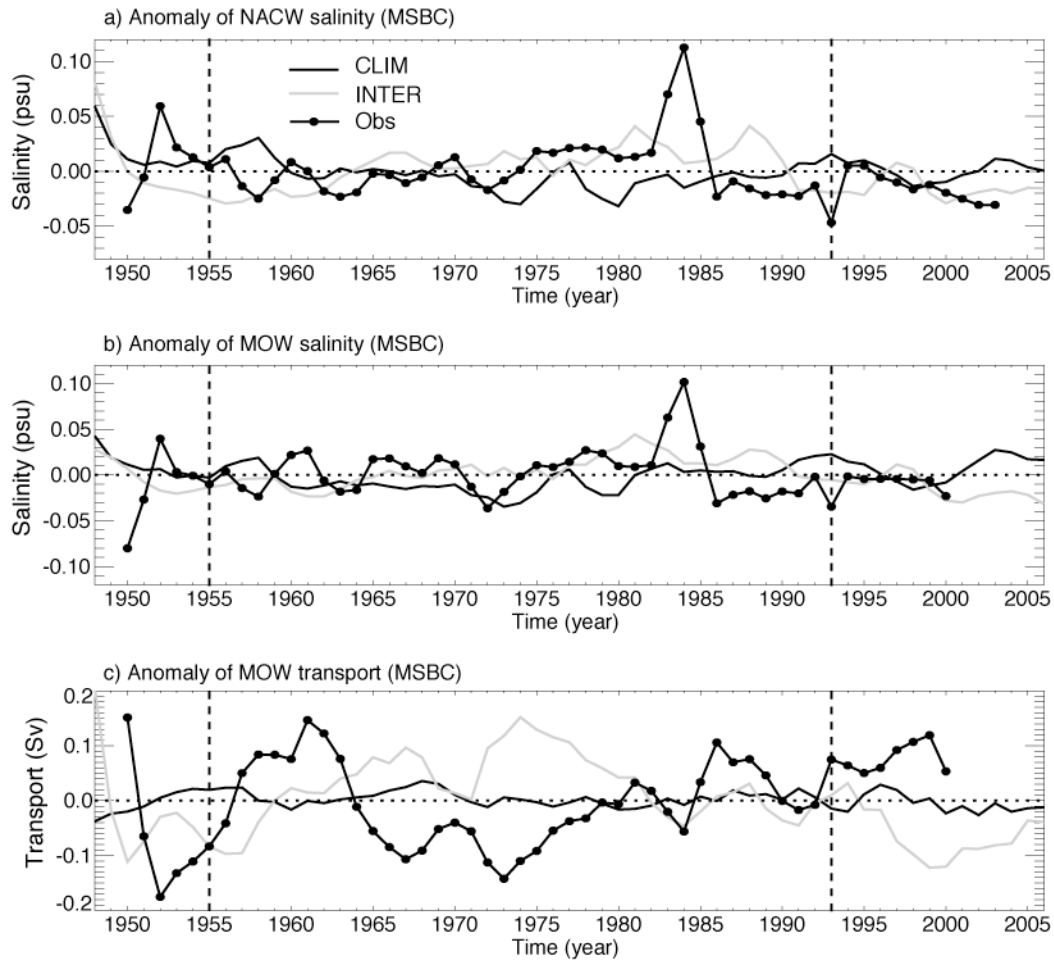 a) Anomaly of NACW salinity (MSBC)
Salinity (psu)
0.10
0.05
0.00
-0.05
CLIM
INTER
Obs
1950 1955 1960 1965 1970 1975 1980 1985 1990 1995 2000 2005
Time (year)
b) Anomaly of MOW salinity (MSBC)
Salinity (psu)
0.10
0.05
0.00
-0.05
-0.10
1950 1955 1960 1965 1970 1975 1980 1985 1990 1995 2000 2005
Time (year)
c) Anomaly of MOW transport (MSBC)
Transport (Sv)
0.2
0.1
0.0
-0.1
-0.2
1950 1955 1960 1965 1970 1975 1980 1985 1990 1995 2000 2005
Time (year)